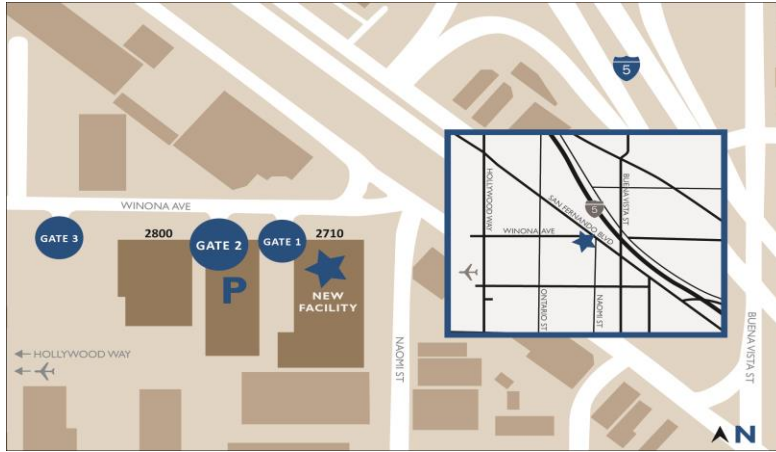 5
WINONA AVE
GATE 3
2800
GATE 2
GATE 1
2710
P
NEW
FACILITY
HOLLYWOOD WAY
NAOMI ST
BUENA VISTA ST
N
HOLLYWOOD WAY
BUENA VISTA ST
SAN FERNANDO BLVD
5
WINONA AVE
ONTARIO ST
NAOMI ST